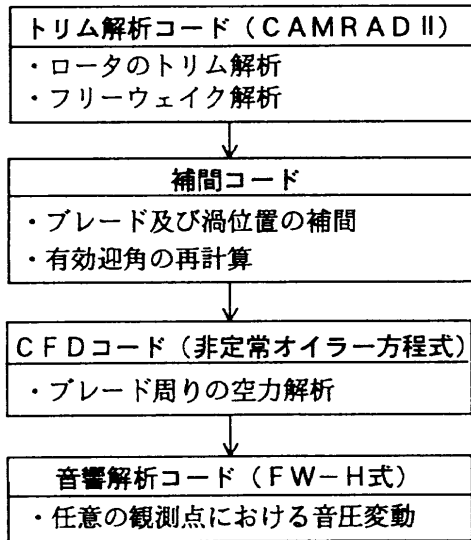 トリム解析コード（ＣＡＭＲＡＤⅡ）
・ロータのトリム解析
・フリーウェイク解析
補間コード
・ブレード及び渦位置の補間
・有効迎角の再計算
ＣＦＤコード（非定常オイラー方程式）
・ブレード周りの空力解析
音響解析コード（ＦＷ－Ｈ式）
・任意の観測点における音圧変動